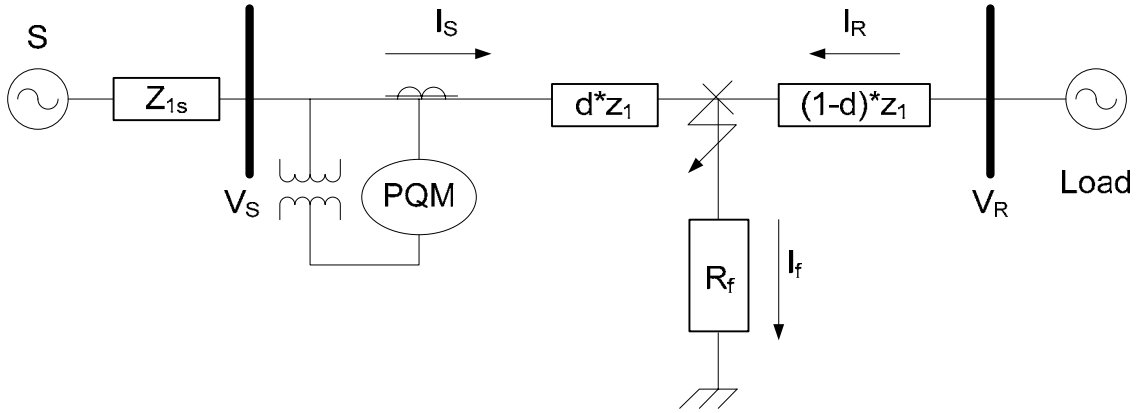 S
Z1s
VS
IS
PQM
d*z1
IR
(1-d)*z1
Rf
If
VR
Load